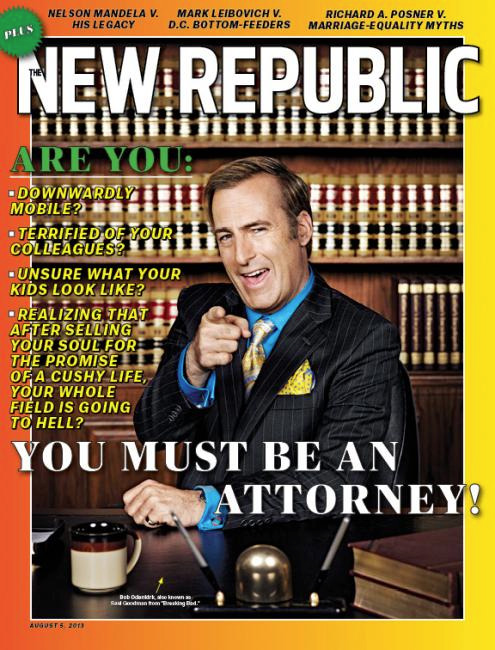 PLUS
NELSON MANDELA V.
HIS LEGACY
MARK LEIBOVICH V.
D.C. BOTTOM-FEEDERS
RICHARD A. POSNER V.
MARRIAGE-EQUALITY MYTHS
THE
NEW REPUBLIC
ARE YOU:
▪ DOWNWARDLY
MOBILE?
▪ TERRIFIED OF YOUR
COLLEAGUES?
▪ UNSURE WHAT YOUR
KIDS LOOK LIKE?
▪ REALIZING THAT
AFTER SELLING
YOUR SOUL FOR
THE PROMISE
OF A CUSHY LIFE,
YOUR WHOLE
FIELD IS GOING
TO HELL?
YOU MUST BE AN
ATTORNEY!
Bob Odenkirk, also known as
Saul Goodman from "Breaking Bad."
AUGUST 5, 2013